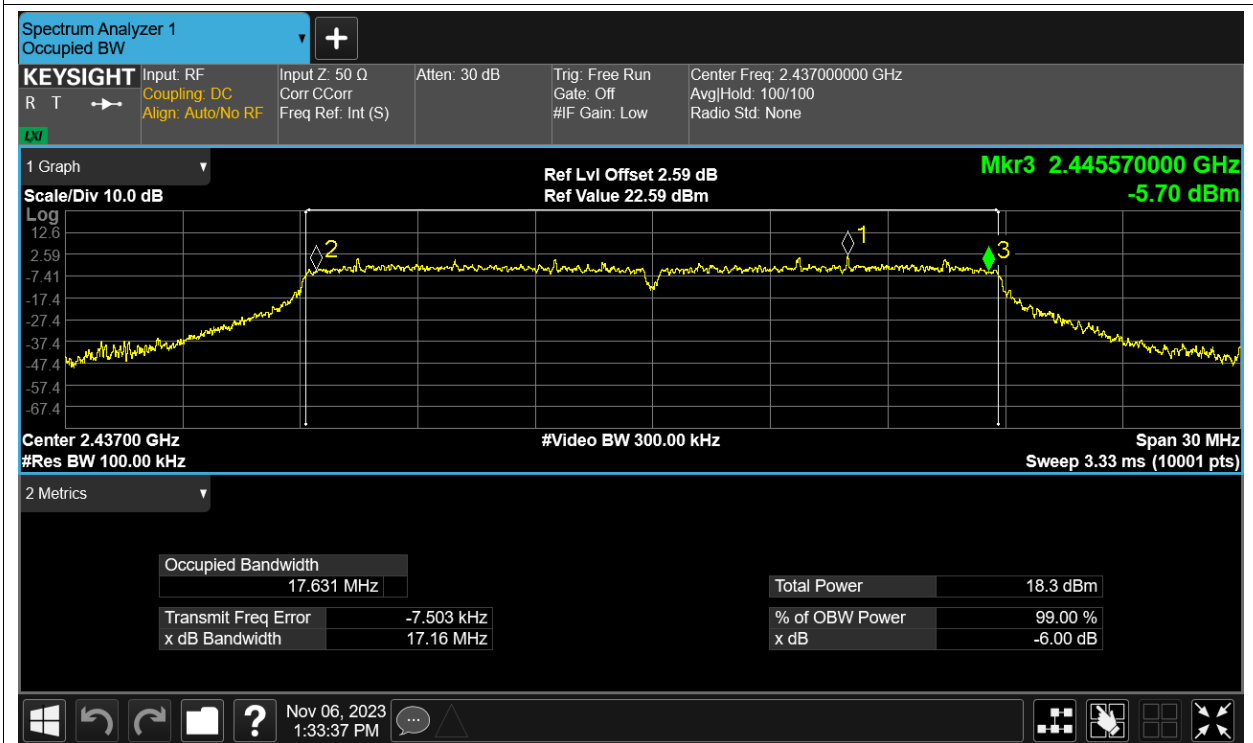 Spectrum Analyzer 1
Occupied BW
KEYSIGHT
R T
LXI
Input: RF
Coupling: DC
Align: Auto/No RF
Input Z: 50 Ω
Corr CCorr
Freq Ref: Int (S)
Atten: 30 dB
Trig: Free Run
Gate: Off
#IF Gain: Low
Center Freq: 2.437000000 GHz
Avg|Hold: 100/100
Radio Std: None
1 Graph
Scale/Div 10.0 dB
Ref Lvl Offset 2.59 dB
Ref Value 22.59 dBm
Mkr3 2.445570000 GHz
-5.70 dBm
Log
12.6
2.59
-7.41
-17.4
-27.4
-37.4
-47.4
-57.4
-67.4
2
1
3
Center 2.43700 GHz
#Res BW 100.00 kHz
#Video BW 300.00 kHz
Span 30 MHz
Sweep 3.33 ms (10001 pts)
2 Metrics
Occupied Bandwidth
17.631 MHz
Transmit Freq Error -7.503 kHz
x dB Bandwidth 17.16 MHz
Total Power 18.3 dBm
% of OBW Power 99.00 %
x dB -6.00 dB
?
Nov 06, 2023
1:33:37 PM